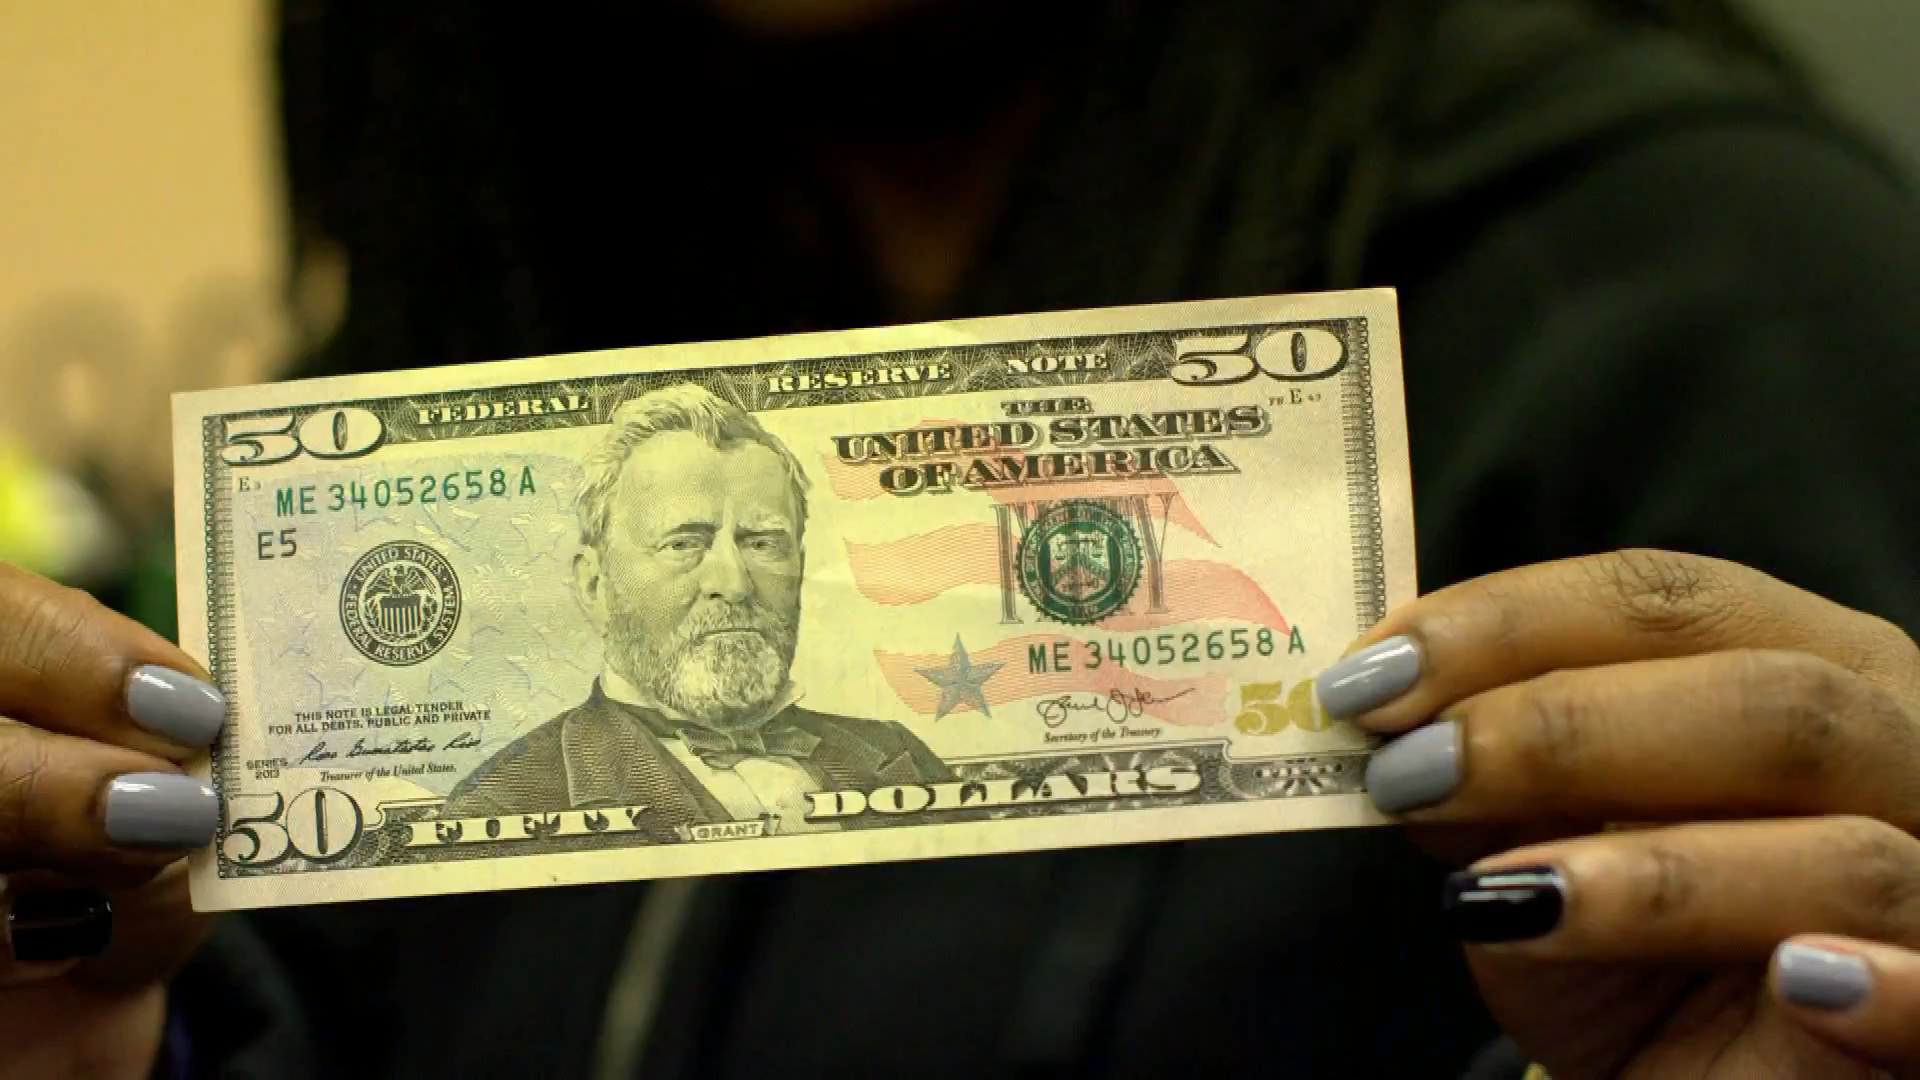 FEDERAL RESERVE NOTE
50
50
THE
UNITED STATES
OF AMERICA
E
ME 34052658 A
E5
UNITED STATES
FEDERAL RESERVE SYSTEM
ME 34052658 A
50
THIS NOTE IS LEGAL TENDER
FOR ALL DEBTS, PUBLIC AND PRIVATE
Treasurer of the United States.
SERIES
2013
Secretary of the Treasury.
50
FIFTY DOLLARS
GRANT